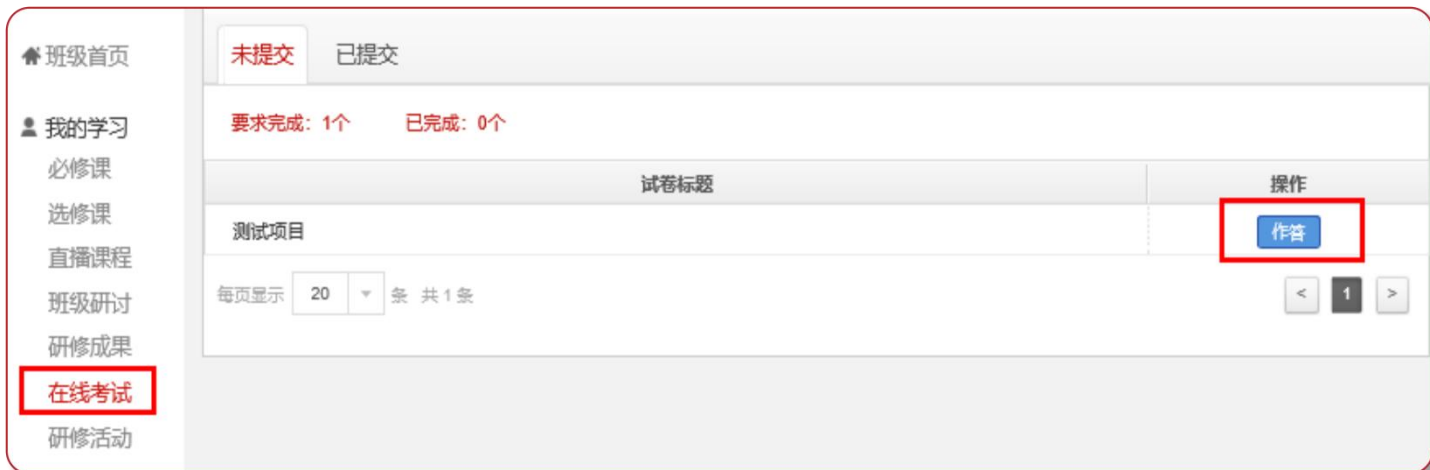 班级首页
我的学习
必修课
选修课
直播课程
班级研讨
研修成果
在线考试
研修活动
未提交 已提交
要求完成：1个 已完成：0个
试卷标题 操作
测试项目 作答
每页显示 20 条 共1条 < 1 >